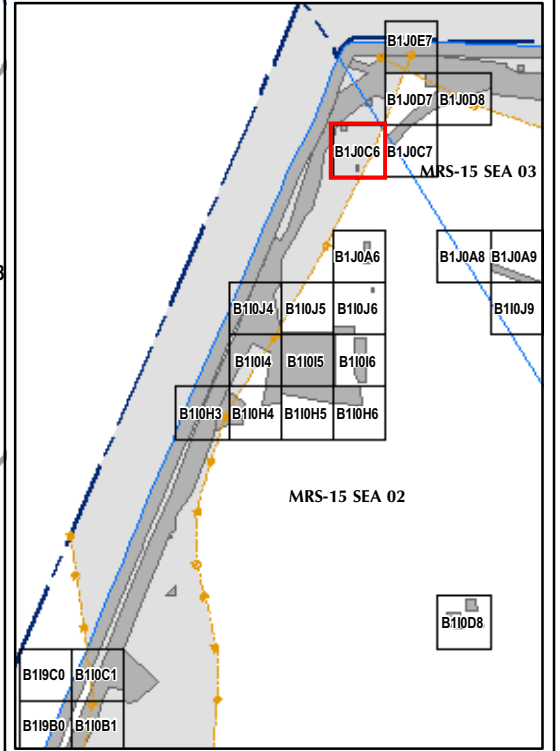 B1J0E7
B1J0D7 B1J0D8
B1J0C6 B1J0C7
MRS-15 SEA 03
B1J0A6 B1J0A8 B1J0A9
B1I0J4 B1I0J5 B1I0J6 B1I0J9
B1I0I4 B1I0I5 B1I0I6
B1I0H3 B1I0H4 B1I0H5 B1I0H6
MRS-15 SEA 02
B1I0D8
B1I9C0 B1I0C1
B1I9B0 B1I0B1